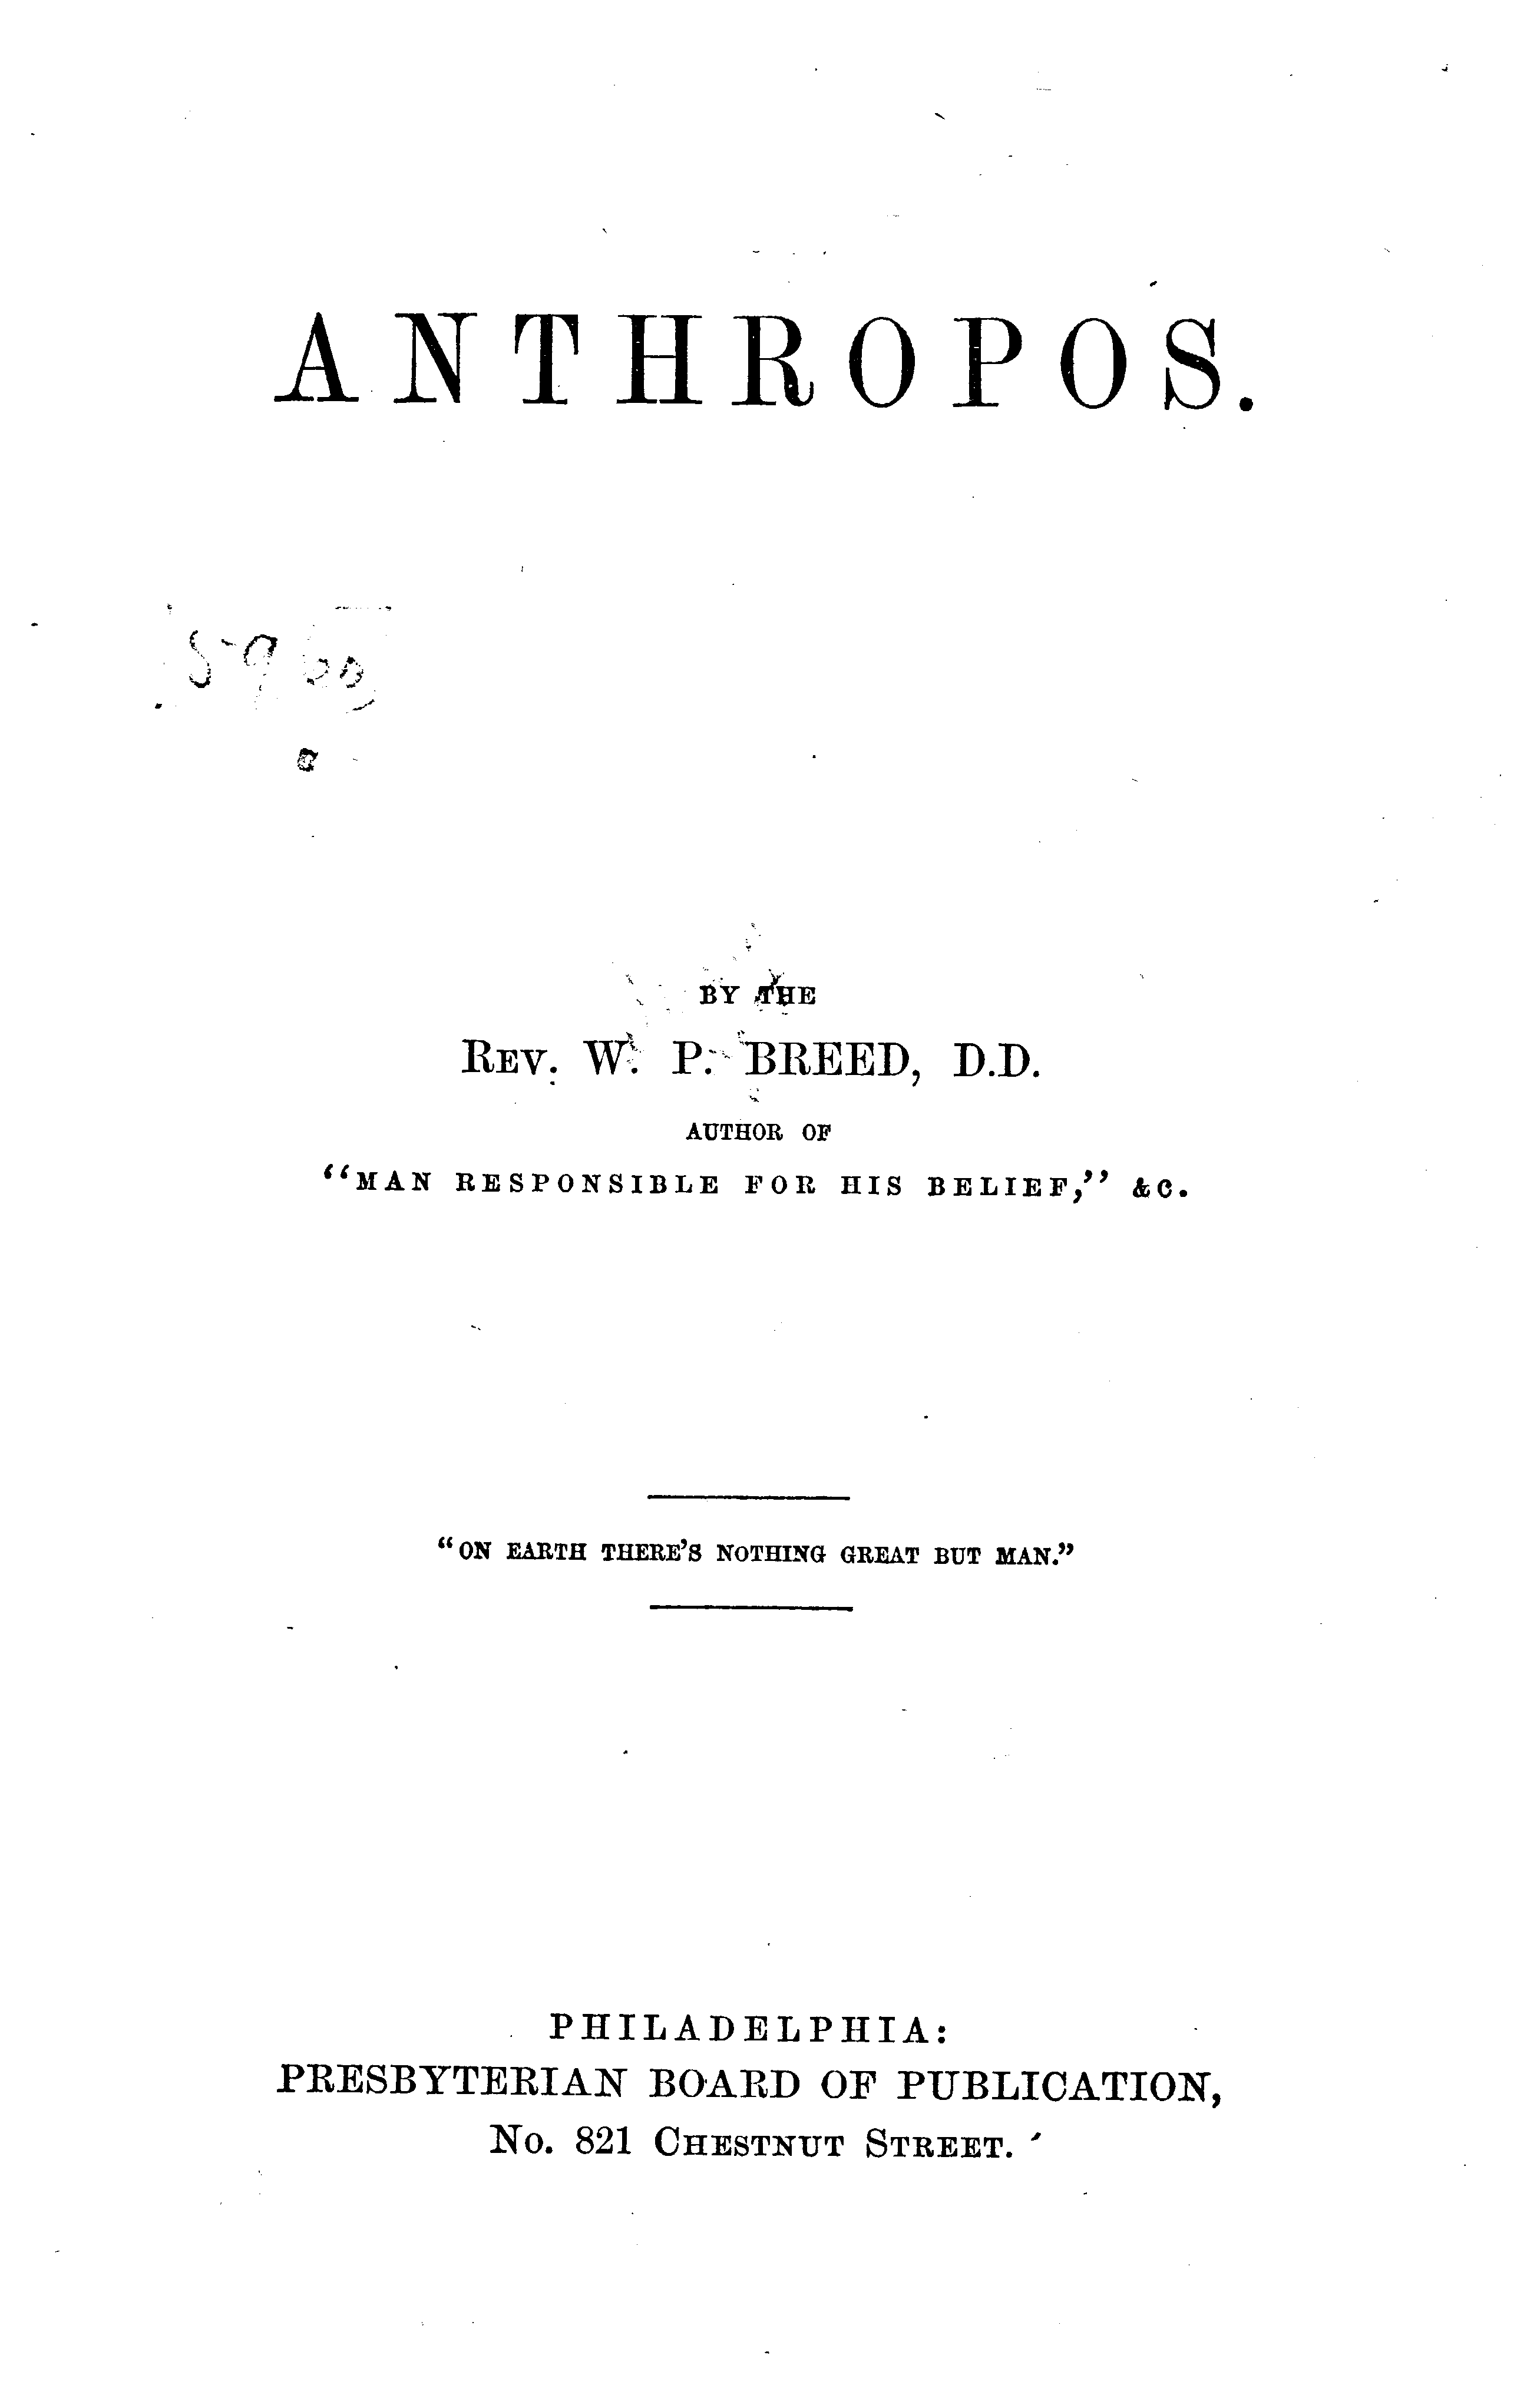 ANTHROPOS.
BY THE
REV. W. P. BREED, D.D.
AUTHOR OF
“MAN RESPONSIBLE FOR HIS BELIEF,” &C.
“ON EARTH THERE’S NOTHING GREAT BUT MAN.”
PHILADELPHIA:
PRESBYTERIAN BOARD OF PUBLICATION,
No. 821 CHESTNUT STREET.